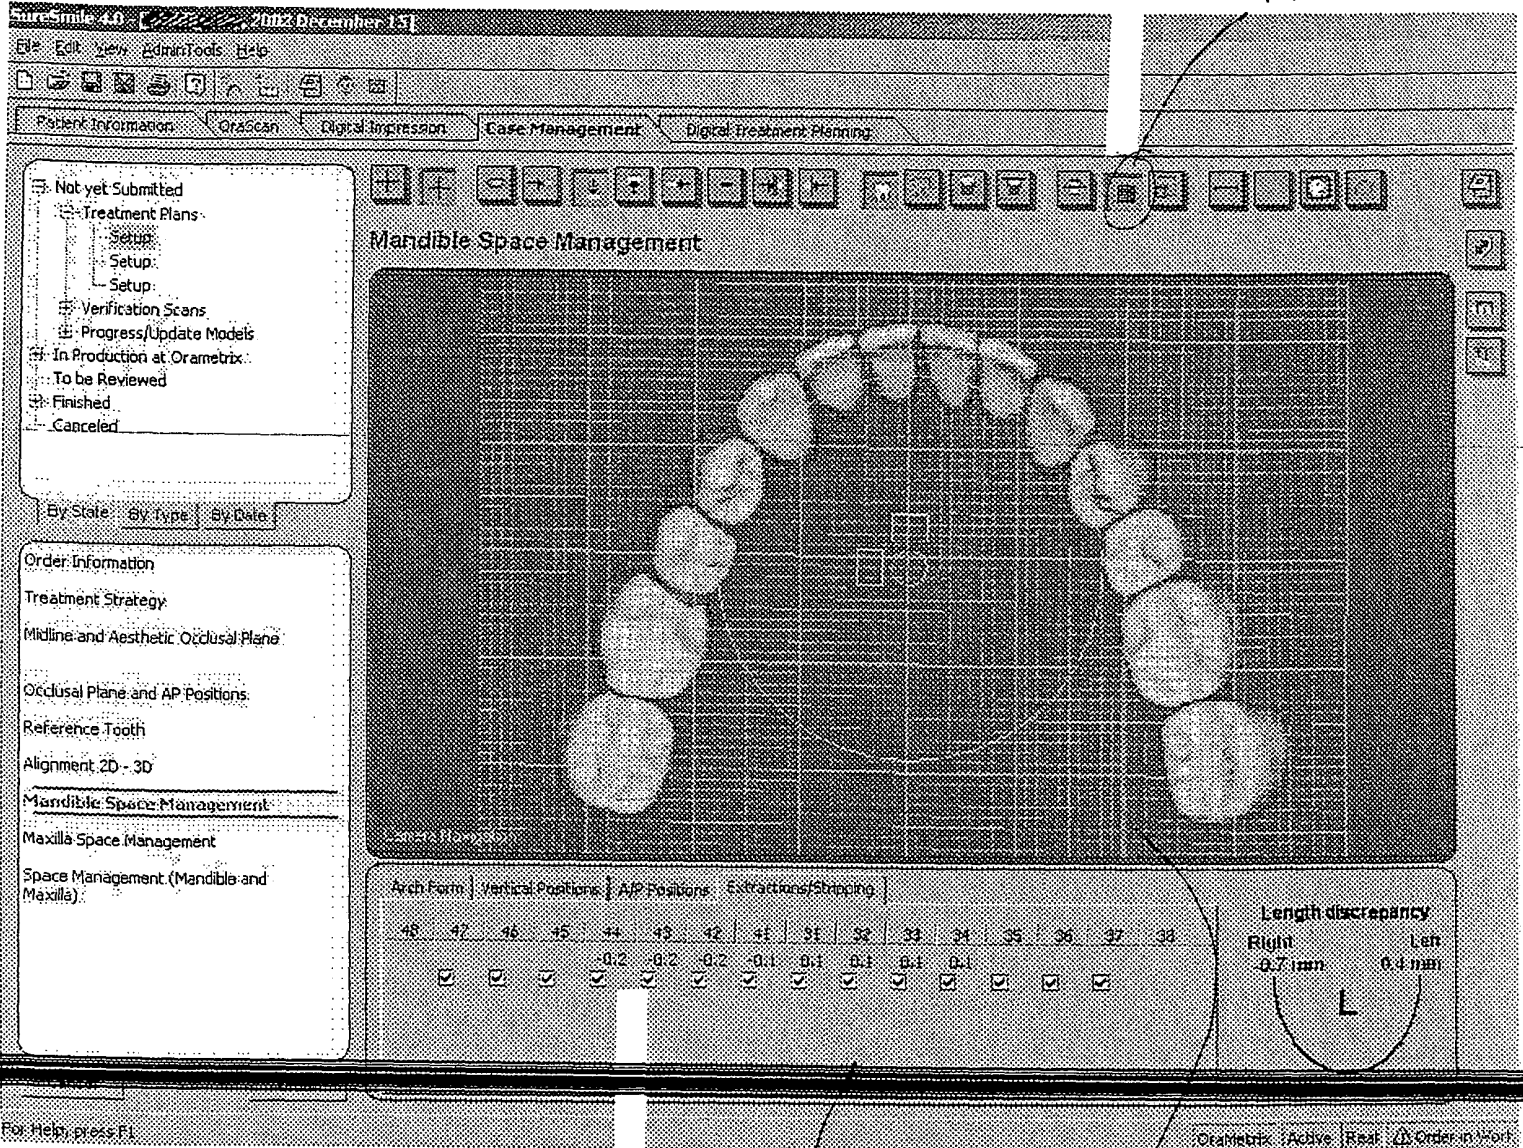 SureSmile 4.0 - [ , 2002 December 15]
File Edit View AdminTools Help
Patient Information OraScan Digital Impression Case Management Digital Treatment Planning
Not yet Submitted
Treatment Plans
Setup
Setup
Setup
Verification Scans
Progress/Update Models
In Production at Orametrix
To be Reviewed
Finished
Canceled
By State By Type By Date
Order Information
Treatment Strategy
Midline and Aesthetic Occlusal Plane
Occlusal Plane and AP Positions
Reference Tooth
Alignment 2D - 3D
Mandible Space Management
Maxilla Space Management
Space Management (Mandible and
Maxilla)
Mandible Space Management
Arch Form Vertical Positions A/P Positions Extractions/Stripping
48 47 46 45 44 43 42 41 31 32 33 34 35 36 37 38
-0.2 -0.2 -0.2 -0.1 0.1 0.1 0.1 0.1
Length discrepancy
Right Left
-0.7 mm 0.4 mm
L
For Help, press F1
OraMetrix Active Real Order in Work